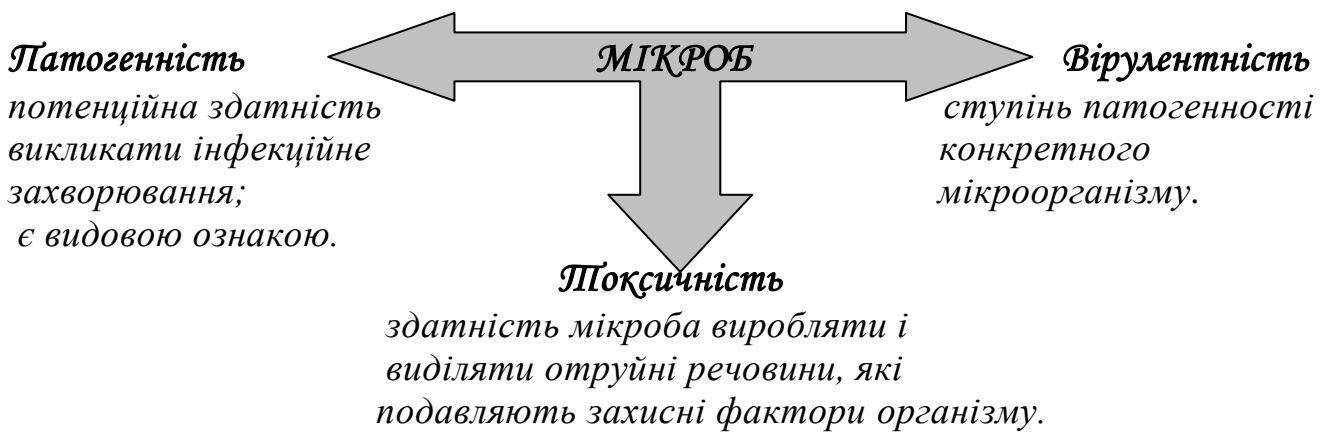 МІКРОБ
Патогенність
потенційна здатність
викликати інфекційне
захворювання;
є видовою ознакою.
Вірулентність
ступінь патогенності
конкретного
мікроорганізму.
Токсичність
здатність мікроба виробляти і
виділяти отруйні речовини, які
подавляють захисні фактори організму.